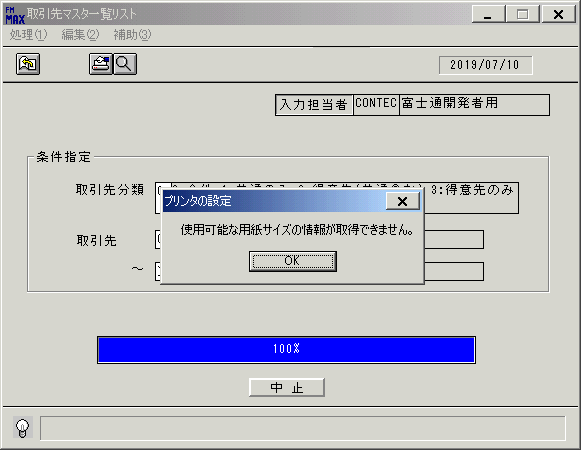 FM MAX 取引先マスター覧リスト
処理(1) 編集(2) 補助(3)
2019/07/10
入力担当者 CONTEC 富士通開発者用
条件指定
取引先分類 3:得意先のみ
プリンタの設定
使用可能な用紙サイズの情報が取得できません。
取引先
OK
～
100%
中 止